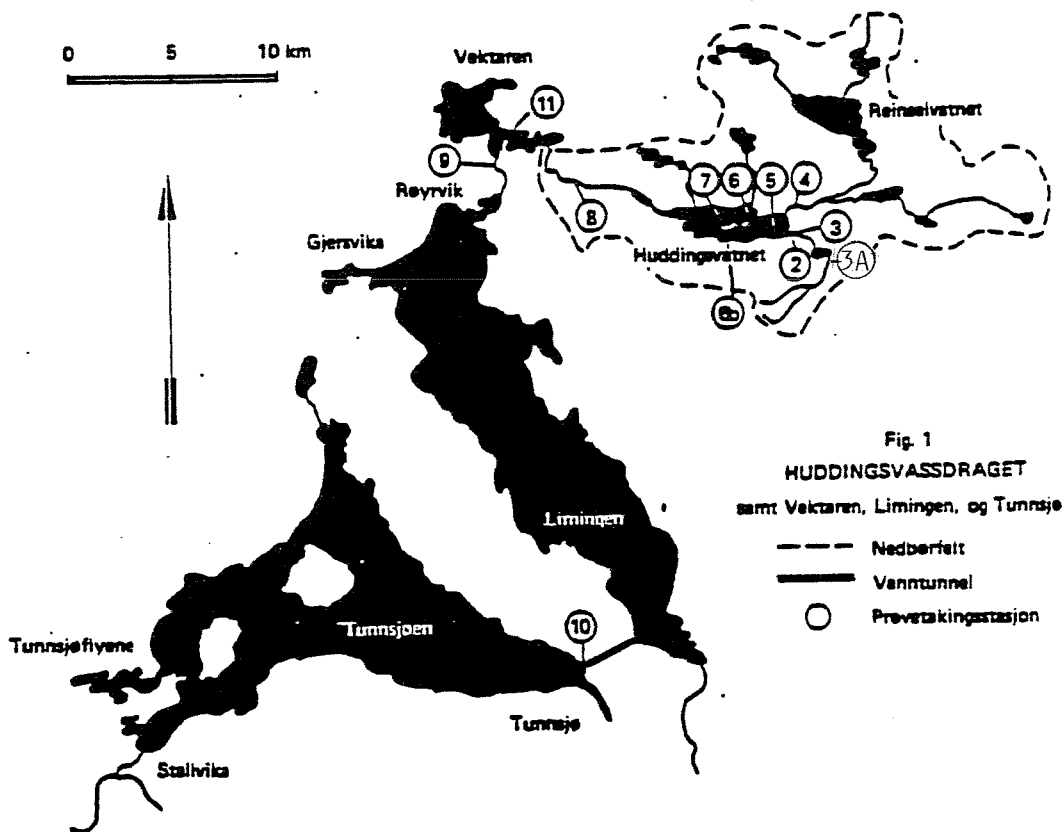 0 5 10 km
Vektaren
11
Reinselvatnet
9
7 6 5 4
Røyrvik
8
3
Gjersvika
Huddingsvatnet
2
3A
6b
Fig. 1
HUDDINGSVASSDRAGET
samt Vektaren, Limingen, og Tunnsjø
Limingen
Nedbørfelt
Vanntunnel
10
Prøvetakingsstasjon
Tunnsjøen
Tunnsjøflyene
Tunnsjø
Stallvika